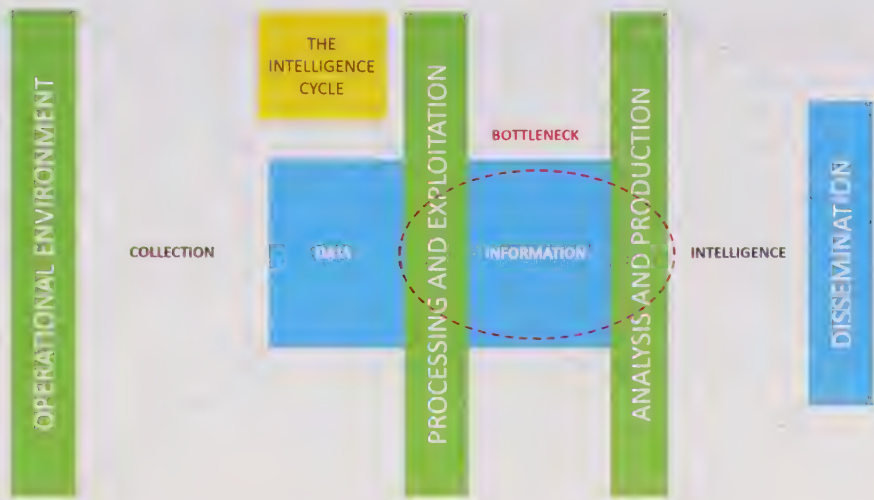 THE
INTELLIGENCE
CYCLE
OPERATIONAL ENVIRONMENT
COLLECTION
DATA
PROCESSING AND EXPLOITATION
BOTTLENECK
INFORMATION
ANALYSIS AND PRODUCTION
INTELLIGENCE
DISSEMINATION